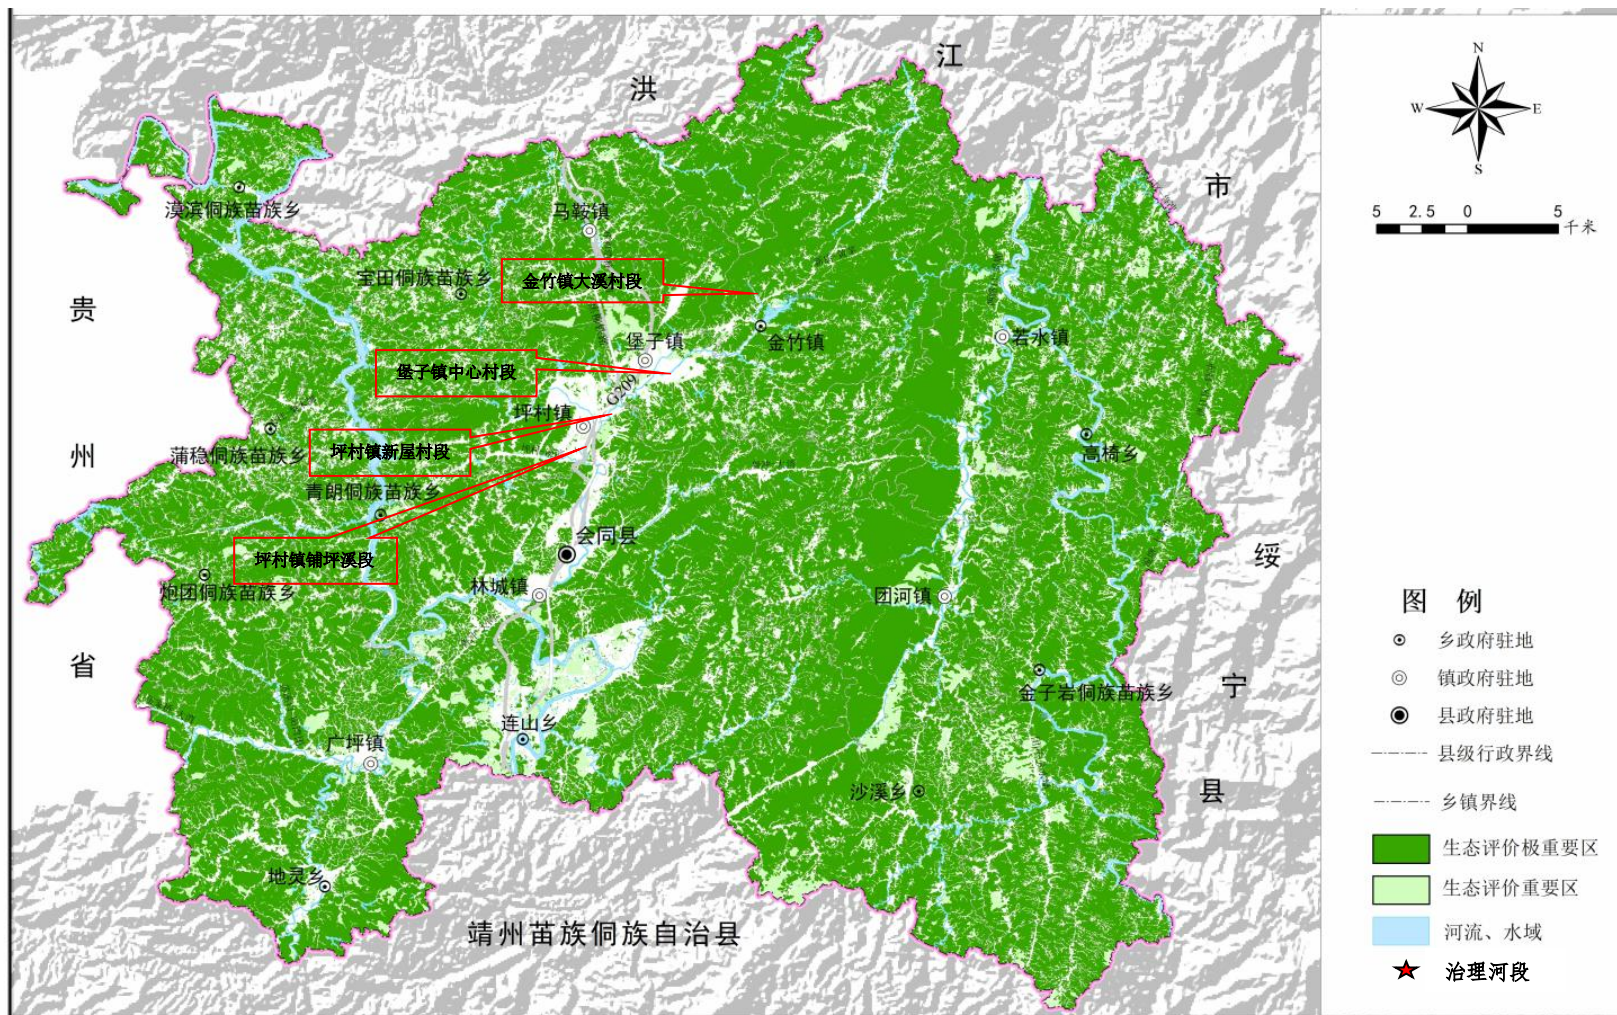 洪
江
市
N
W
E
S
5 2.5 0 5 千米
漠滨侗族苗族乡
马鞍镇
宝田侗族苗族乡
金竹镇大溪村段
贵
州
省
堡子镇
金竹镇
若水镇
堡子镇中心村段
G209
坪村镇
高椅乡
坪村镇新屋村段
蒲稳侗族苗族乡
青朗侗族苗族乡
会同县
坪村镇铺坪溪段
绥
宁
县
炮团侗族苗族乡
林城镇
团河镇
金子岩侗族苗族乡
连山乡
广坪镇
沙溪乡
地灵乡
靖州苗族侗族自治县
图 例
乡政府驻地
镇政府驻地
县政府驻地
县级行政界线
乡镇界线
生态评价极重要区
生态评价重要区
河流、水域
治理河段